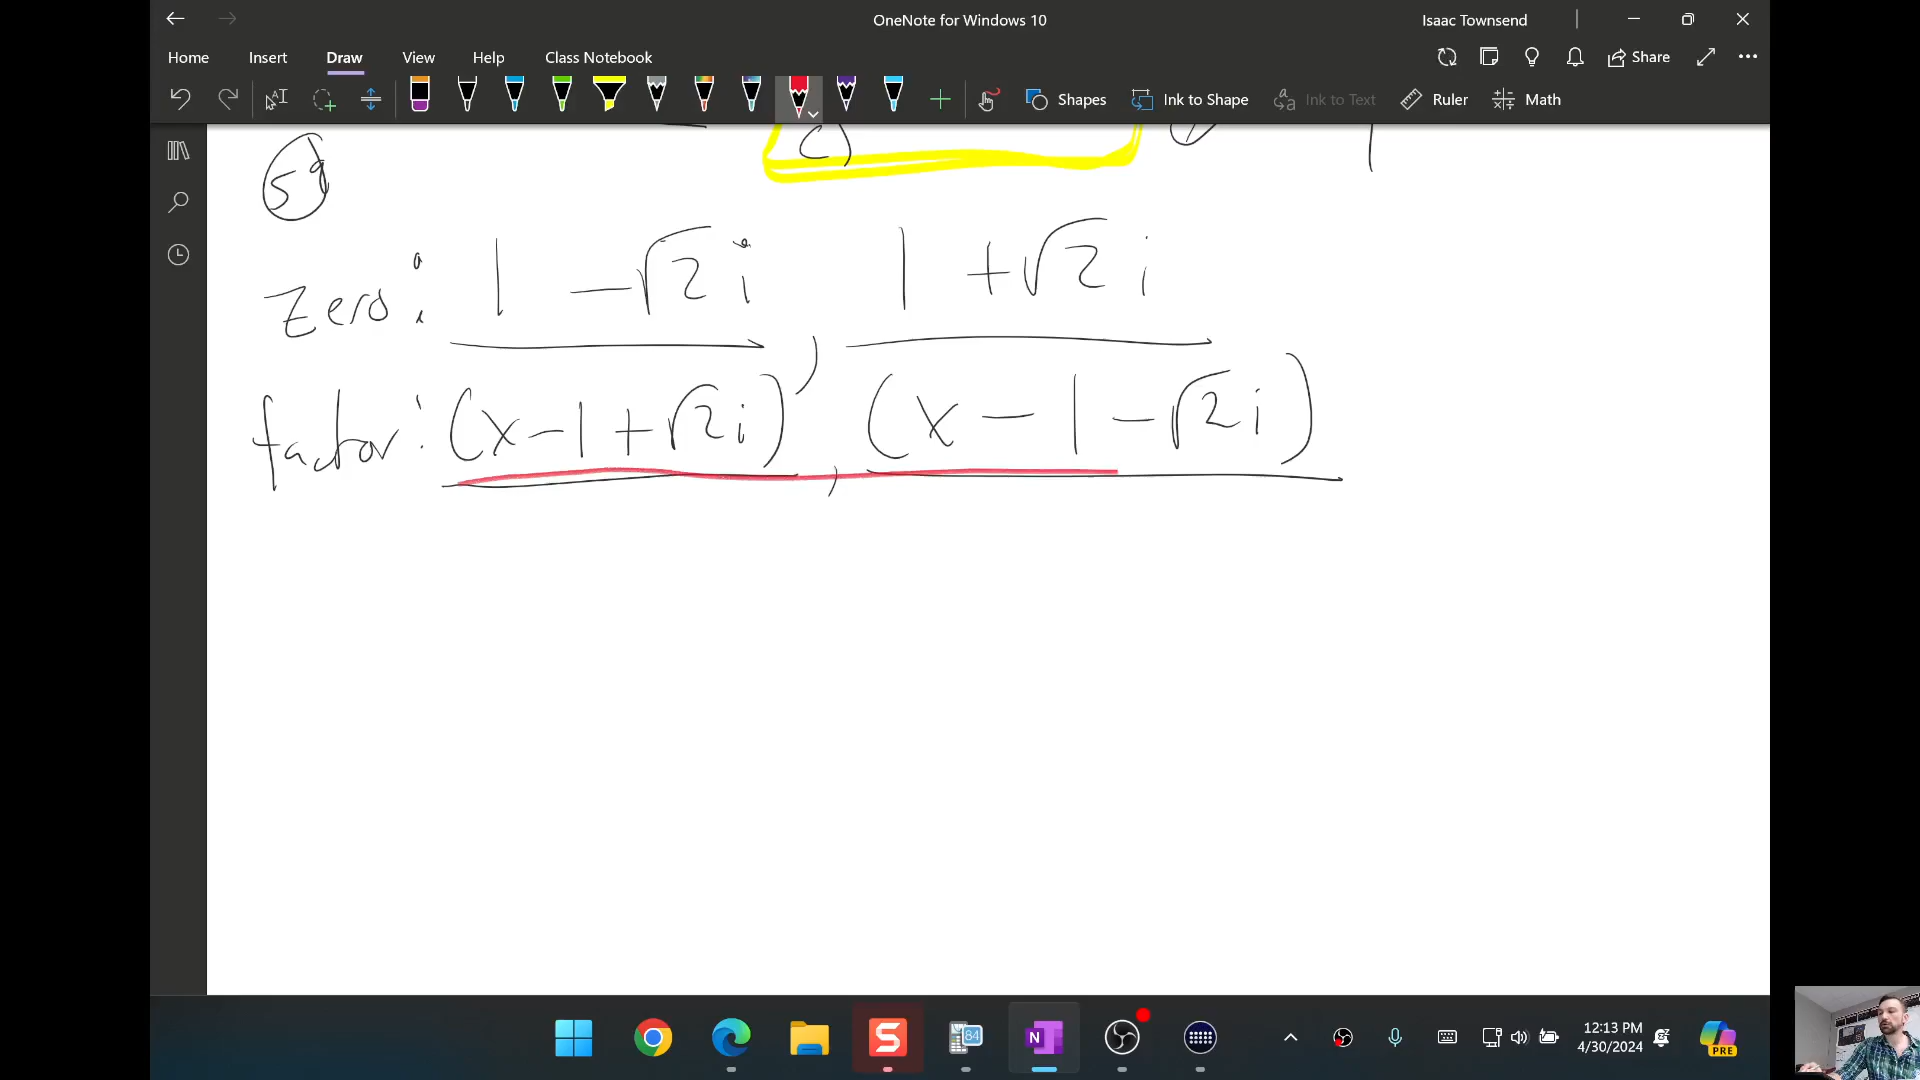 OneNote for Windows 10
Isaac Townsend
Home Insert Draw View Help Class Notebook
Share
Shapes Ink to Shape Ink to Text Ruler Math
zero: 1 -√2 i , 1 +√2 i
factor: (x-1+√2 i) , (x-1-√2 i)
84
12:13 PM
4/30/2024
PRE